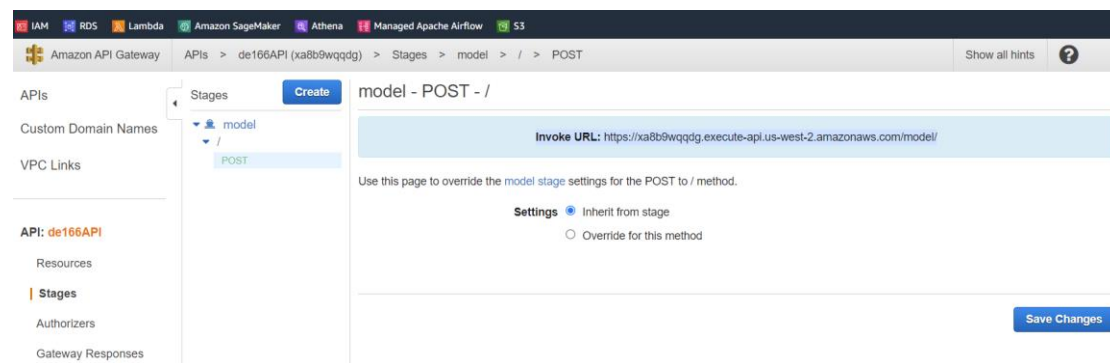 IAM RDS Lambda Amazon SageMaker Athena Managed Apache Airflow S3
Amazon API Gateway APIs > de166API (xa8b9wqqdg) > Stages > model > / > POST Show all hints ?
APIs
Custom Domain Names
VPC Links
API: de166API
Resources
Stages
Authorizers
Gateway Responses
Stages Create
model
/
POST
model - POST - /
Invoke URL: https://xa8b9wqqdg.execute-api.us-west-2.amazonaws.com/model/
Use this page to override the model stage settings for the POST to / method.
Settings Inherit from stage
Override for this method
Save Changes